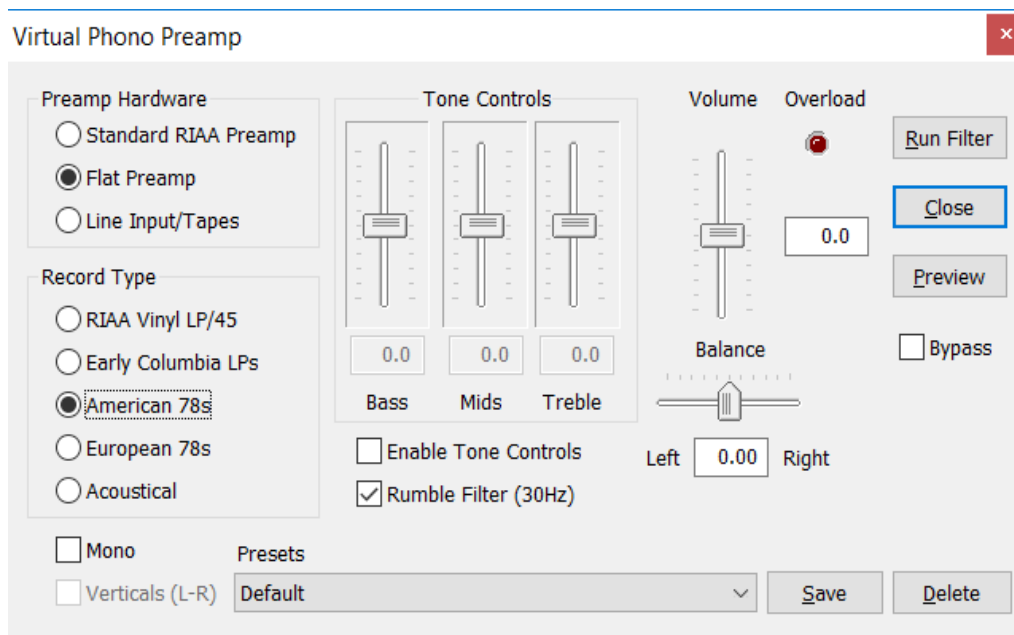 Virtual Phono Preamp
Preamp Hardware
Standard RIAA Preamp
Flat Preamp
Line Input/Tapes
Record Type
RIAA Vinyl LP/45
Early Columbia LPs
American 78s
European 78s
Acoustical
Mono
Verticals (L-R)
Tone Controls
0.0 0.0 0.0
Bass Mids Treble
Enable Tone Controls
Rumble Filter (30Hz)
Volume Overload
0.0
Balance
Left 0.00 Right
Run Filter
Close
Preview
Bypass
Presets
Default
Save Delete